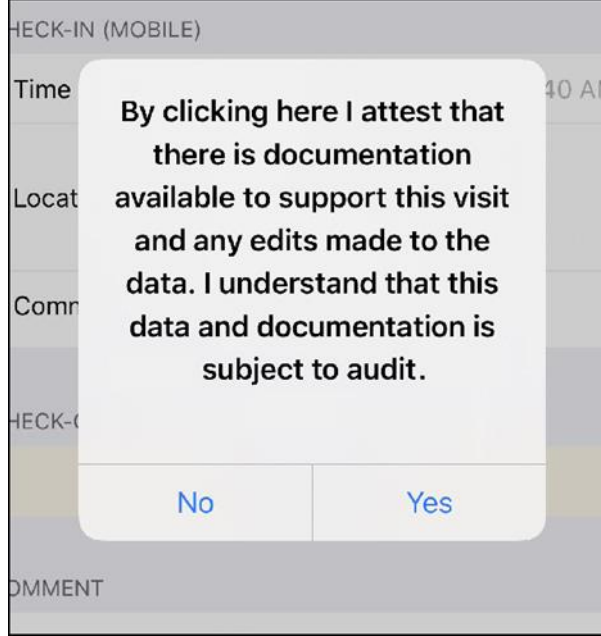 HECK-IN (MOBILE)
Time
40 A
By clicking here I attest that
there is documentation
available to support this visit
and any edits made to the
data. I understand that this
data and documentation is
subject to audit.
Locat
Comn
HECK-
No
Yes
OMMENT